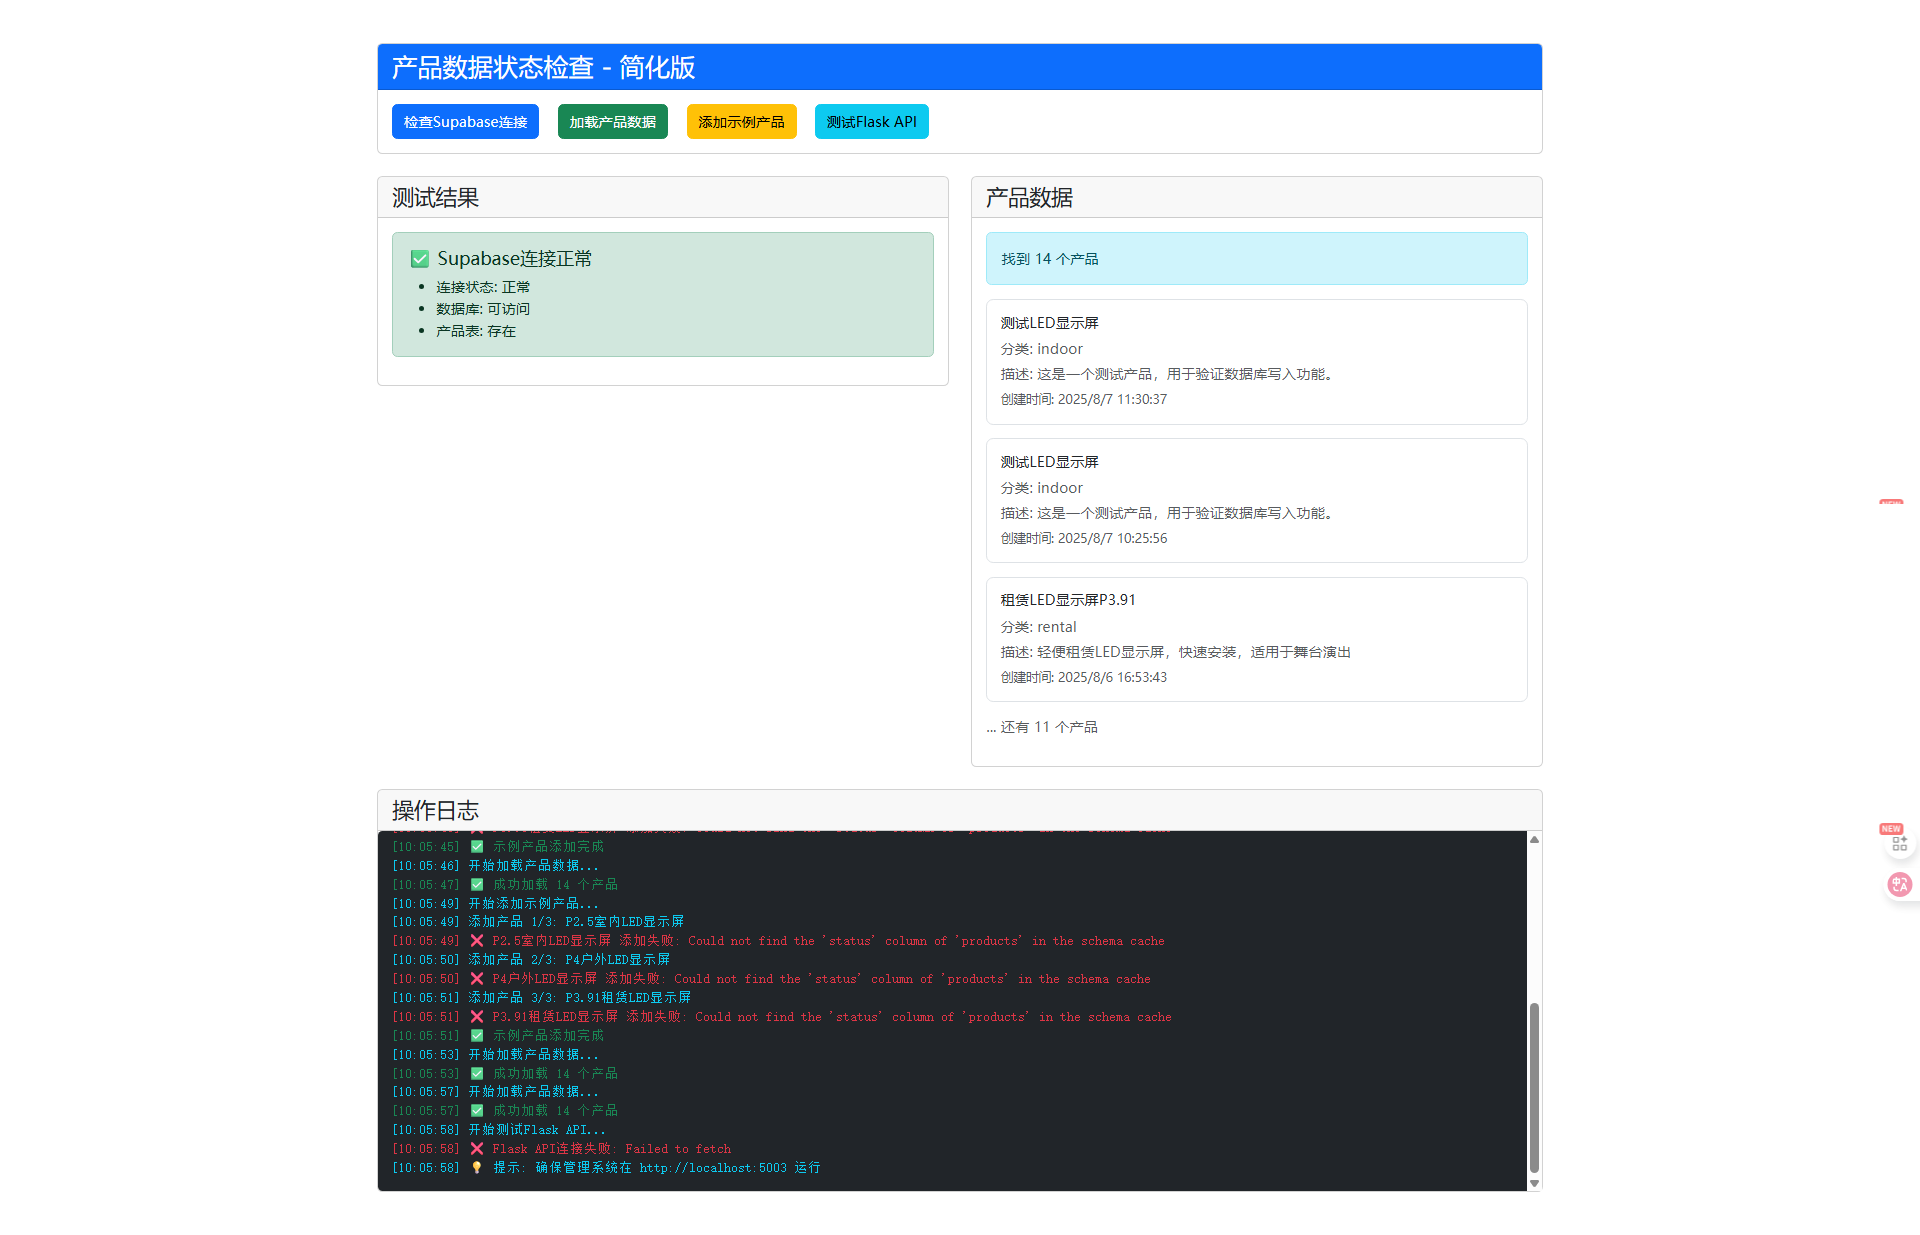 产品数据状态检查 - 简化版
检查Supabase连接
加载产品数据
添加示例产品
测试Flask API
测试结果
✅ Supabase连接正常
• 连接状态: 正常
• 数据库: 可访问
• 产品表: 存在
产品数据
找到 14 个产品
测试LED显示屏
分类: indoor
描述: 这是一个测试产品，用于验证数据库写入功能。
创建时间: 2025/8/7 11:30:37
测试LED显示屏
分类: indoor
描述: 这是一个测试产品，用于验证数据库写入功能。
创建时间: 2025/8/7 10:25:56
租赁LED显示屏P3.91
分类: rental
描述: 轻便租赁LED显示屏，快速安装，适用于舞台演出
创建时间: 2025/8/6 16:53:43
... 还有 11 个产品
操作日志
[10:05:45] ✅ 示例产品添加完成
[10:05:46] 开始加载产品数据...
[10:05:47] ✅ 成功加载 14 个产品
[10:05:49] 开始添加示例产品...
[10:05:49] 添加产品 1/3: P2.5室内LED显示屏
[10:05:49] ❌ P2.5室内LED显示屏 添加失败: Could not find the 'status' column of 'products' in the schema cache
[10:05:50] 添加产品 2/3: P4户外LED显示屏
[10:05:50] ❌ P4户外LED显示屏 添加失败: Could not find the 'status' column of 'products' in the schema cache
[10:05:51] 添加产品 3/3: P3.91租赁LED显示屏
[10:05:51] ❌ P3.91租赁LED显示屏 添加失败: Could not find the 'status' column of 'products' in the schema cache
[10:05:51] ✅ 示例产品添加完成
[10:05:53] 开始加载产品数据...
[10:05:53] ✅ 成功加载 14 个产品
[10:05:57] 开始加载产品数据...
[10:05:57] ✅ 成功加载 14 个产品
[10:05:58] 开始测试Flask API...
[10:05:58] ❌ Flask API连接失败: Failed to fetch
[10:05:58] 💡 提示: 确保管理系统在 http://localhost:5003 运行
NEW